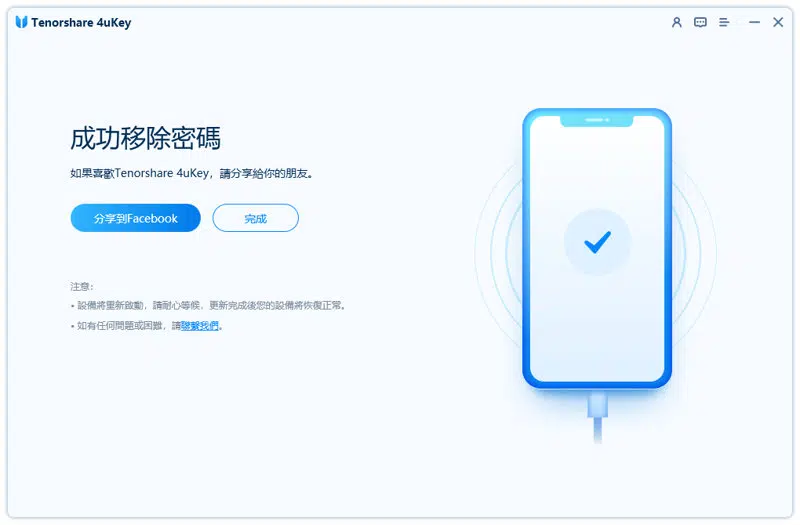 Tenorshare 4uKey
成功移除密碼
如果喜歡Tenorshare 4uKey，請分享給你的朋友。
分享到Facebook
完成
注意：
• 設備將重新啟動，請耐心等候，更新完成後您的設備將恢復正常。
• 如有任何問題或困難，請聯繫我們。